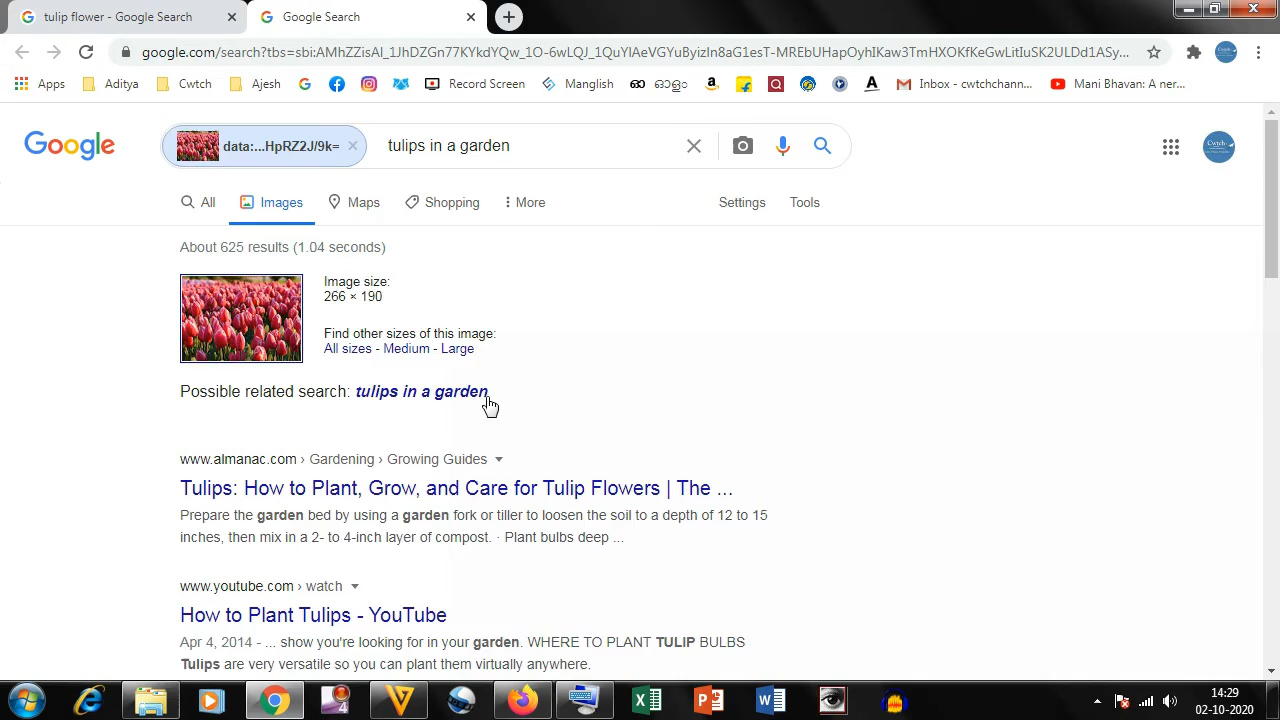 tulip flower - Google Search
Google Search
google.com/search?tbs=sbi:AMhZZisAl_1JhDZGn77KYkdYQw_1O-6wLQJ_1QuYlAeVGYuByizIn8aG1esT-MREbUHapOyhIKaw3TmHXOKfKeGwLitIuSK2ULDd1ASy...
Apps
Aditya
Cwtch
Ajesh
Record Screen
Manglish
ഓളം
Inbox - cwtchchann...
Mani Bhavan: A ner...
Google
data:...HpRZ2J/9k=
tulips in a garden
All
Images
Maps
Shopping
More
Settings
Tools
About 625 results (1.04 seconds)
Image size:
266 × 190
Find other sizes of this image:
All sizes - Medium - Large
Possible related search: tulips in a garden
www.almanac.com › Gardening › Growing Guides
Tulips: How to Plant, Grow, and Care for Tulip Flowers | The ...
Prepare the garden bed by using a garden fork or tiller to loosen the soil to a depth of 12 to 15
inches, then mix in a 2- to 4-inch layer of compost. · Plant bulbs deep ...
www.youtube.com › watch
How to Plant Tulips - YouTube
Apr 4, 2014 - ... show you're looking for in your garden. WHERE TO PLANT TULIP BULBS
Tulips are very versatile so you can plant them virtually anywhere.
14:29
02-10-2020